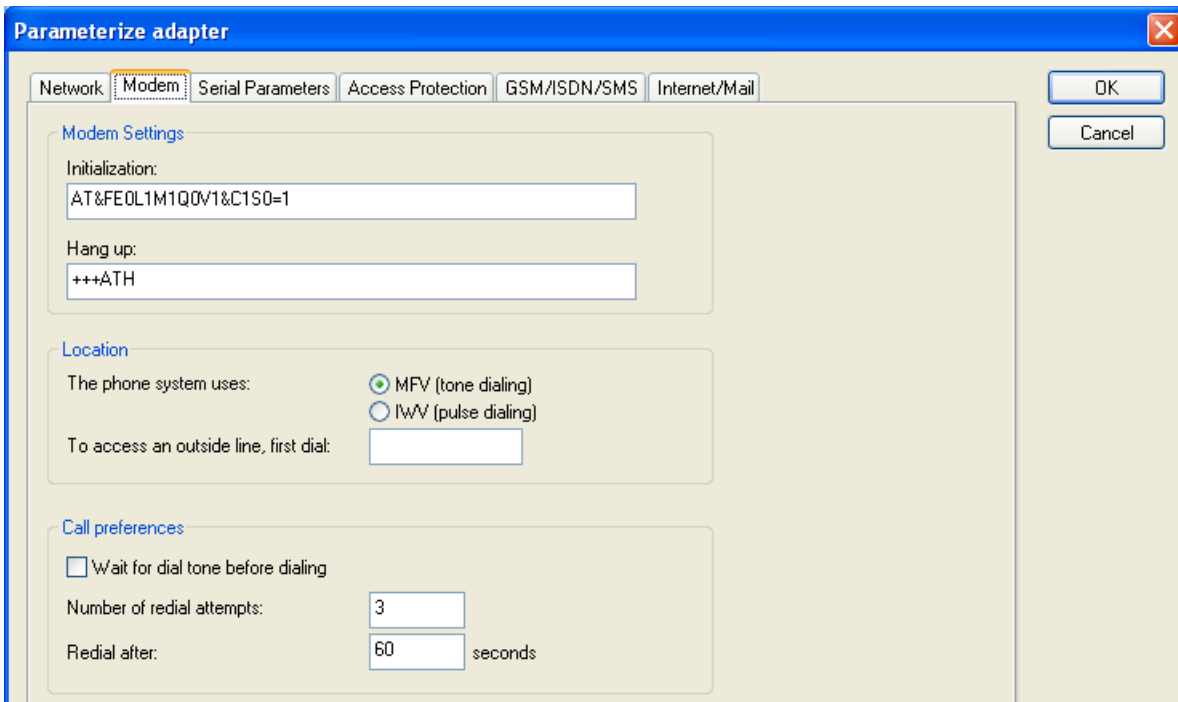 Parameterize adapter
Network Modem Serial Parameters Access Protection GSM/ISDN/SMS Internet/Mail
OK
Cancel
Modem Settings
Initialization:
AT&FE0L1M1Q0V1&C1S0=1
Hang up:
+++ATH
Location
The phone system uses:
MFV (tone dialing)
IWV (pulse dialing)
To access an outside line, first dial:
Call preferences
Wait for dial tone before dialing
Number of redial attempts: 3
Redial after: 60 seconds